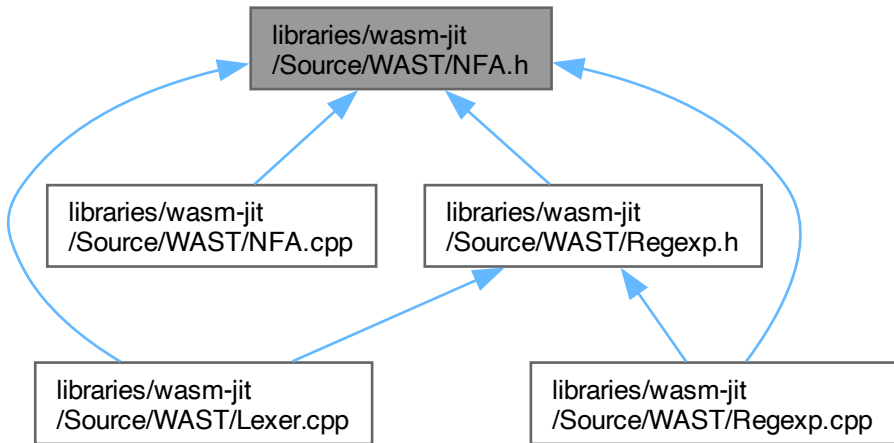 libraries/wasm-jit
/Source/WAST/NFA.h
libraries/wasm-jit
/Source/WAST/NFA.cpp
libraries/wasm-jit
/Source/WAST/Regexp.h
libraries/wasm-jit
/Source/WAST/Lexer.cpp
libraries/wasm-jit
/Source/WAST/Regexp.cpp